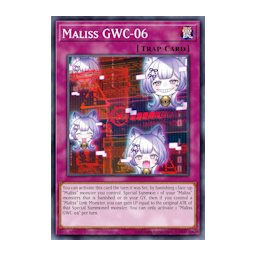 Maliss GWC-06
[Trap Card]
You can activate this card the turn it was Set, by banishing 1 face-up
"Maliss" monster you control. Special Summon 1 of your "Maliss"
monsters that is banished or in your GY, then if you control a
"Maliss" Link Monster you can gain LP equal to the original ATK of
that Special Summoned monster. You can only activate 1 "Maliss
GWC-06" per turn.